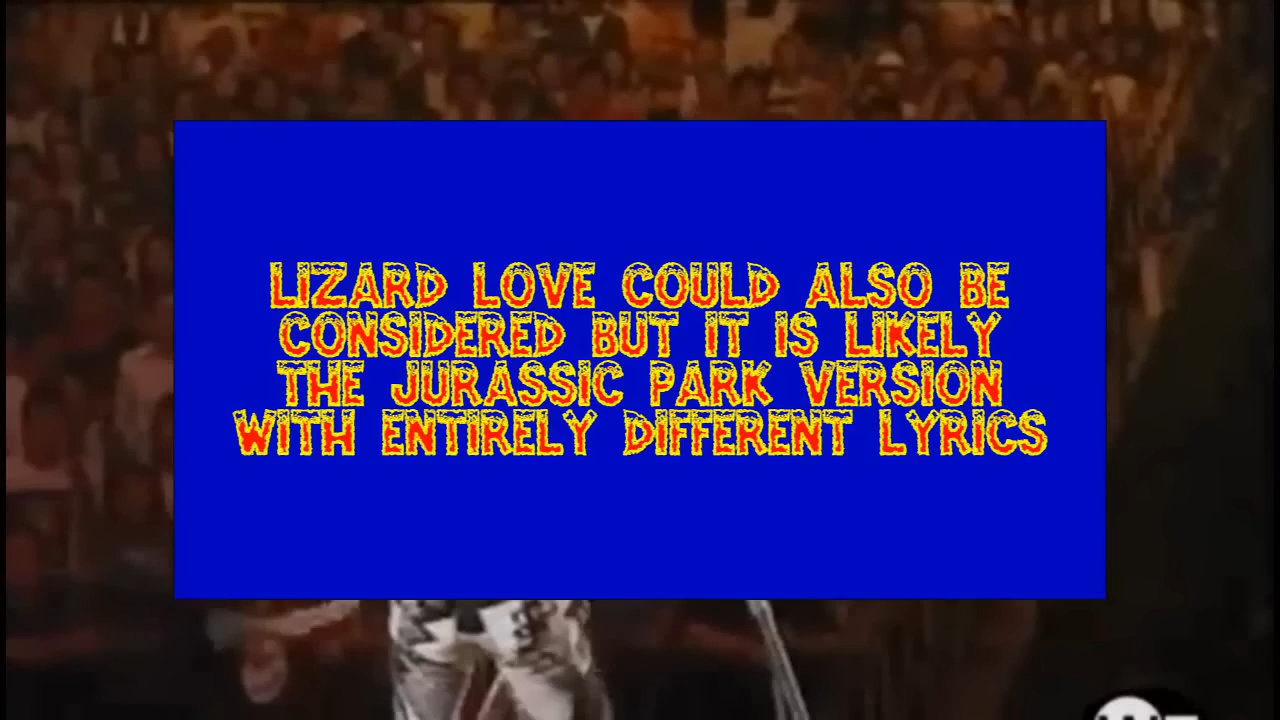 LIZARD LOVE COULD ALSO BE
CONSIDERED BUT IT IS LIKELY
THE JURASSIC PARK VERSION
WITH ENTIRELY DIFFERENT LYRICS